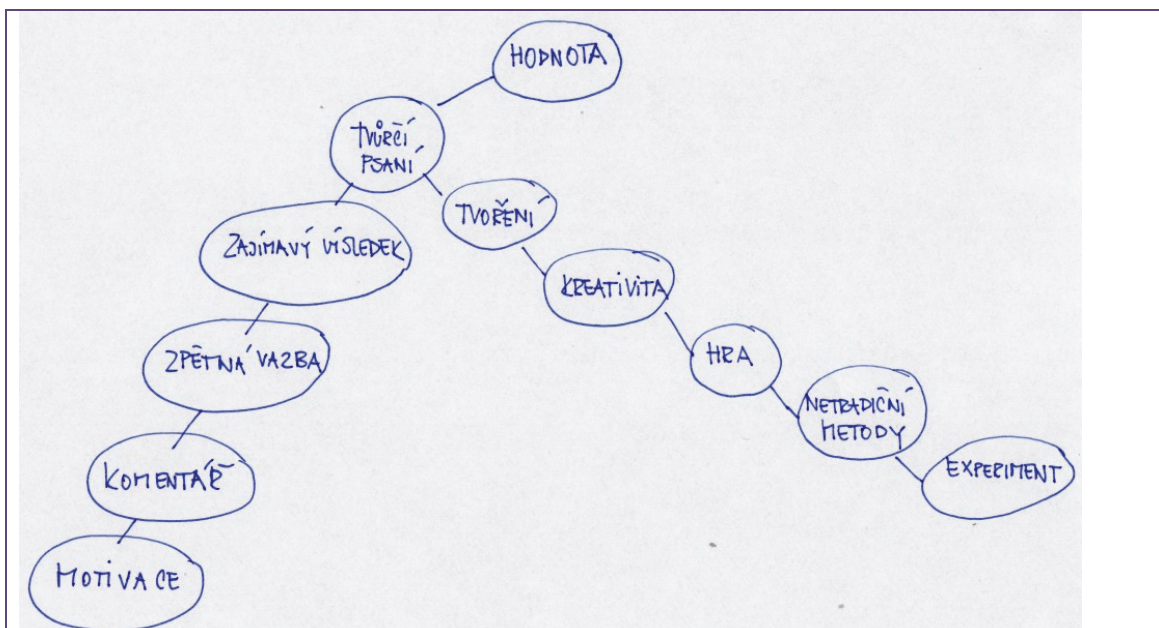 HODNOTA
TVŮRČÍ
PSANÍ
TVOŘENÍ
ZAJÍMAVÝ VÝSLEDEK
KREATIVITA
ZPĚTNÁ VAZBA
HRA
NETRADIČNÍ
METODY
KOMENTÁŘ
EXPERIMENT
MOTIVACE